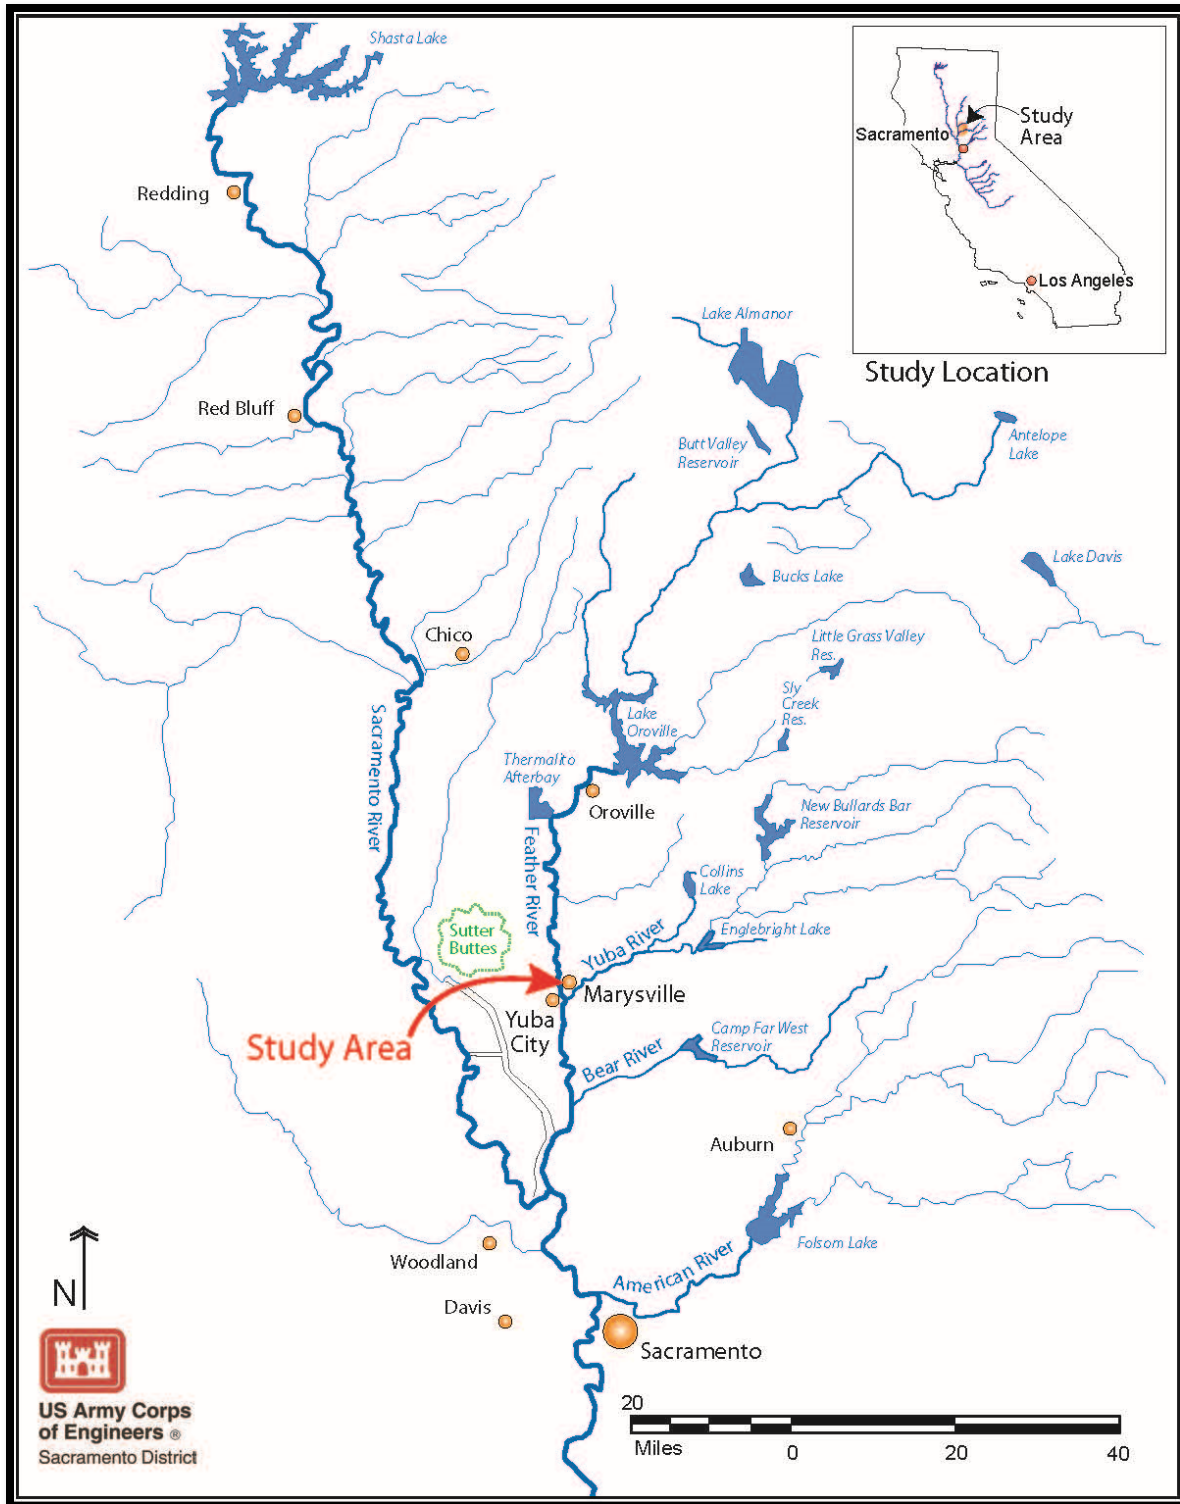 Shasta Lake
Sacramento
Study
Area
Los Angeles
Study Location
Redding
Lake Almanor
Red Bluff
Butt Valley
Reservoir
Antelope
Lake
Bucks Lake
Lake Davis
Chico
Little Grass Valley
Res.
Sly
Creek
Res.
Sacramento River
Lake
Oroville
Thermalito
Afterbay
Oroville
New Bullards Bar
Reservoir
Feather River
Collins
Lake
Sutter
Buttes
Yuba River
Englebright Lake
Marysville
Yuba
City
Study Area
Bear River
Camp Far West
Reservoir
Auburn
Woodland
Folsom Lake
American River
Davis
Sacramento
N
US Army Corps
of Engineers ®
Sacramento District
20
Miles
0
20
40